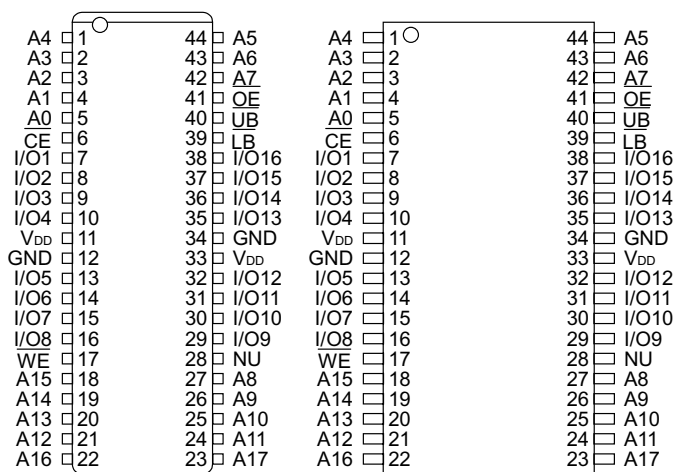 A4 1 44 A5 A4 1 44 A5
A3 2 43 A6 A3 2 43 A6
A2 3 42 A7 A2 3 42 A7
A1 4 41 OE A1 4 41 OE
A0 5 40 UB A0 5 40 UB
CE 6 39 LB CE 6 39 LB
I/O1 7 38 I/O16 I/O1 7 38 I/O16
I/O2 8 37 I/O15 I/O2 8 37 I/O15
I/O3 9 36 I/O14 I/O3 9 36 I/O14
I/O4 10 35 I/O13 I/O4 10 35 I/O13
VDD 11 34 GND VDD 11 34 GND
GND 12 33 VDD GND 12 33 VDD
I/O5 13 32 I/O12 I/O5 13 32 I/O12
I/O6 14 31 I/O11 I/O6 14 31 I/O11
I/O7 15 30 I/O10 I/O7 15 30 I/O10
I/O8 16 29 I/O9 I/O8 16 29 I/O9
WE 17 28 NU WE 17 28 NU
A15 18 27 A8 A15 18 27 A8
A14 19 26 A9 A14 19 26 A9
A13 20 25 A10 A13 20 25 A10
A12 21 24 A11 A12 21 24 A11
A16 22 23 A17 A16 22 23 A17